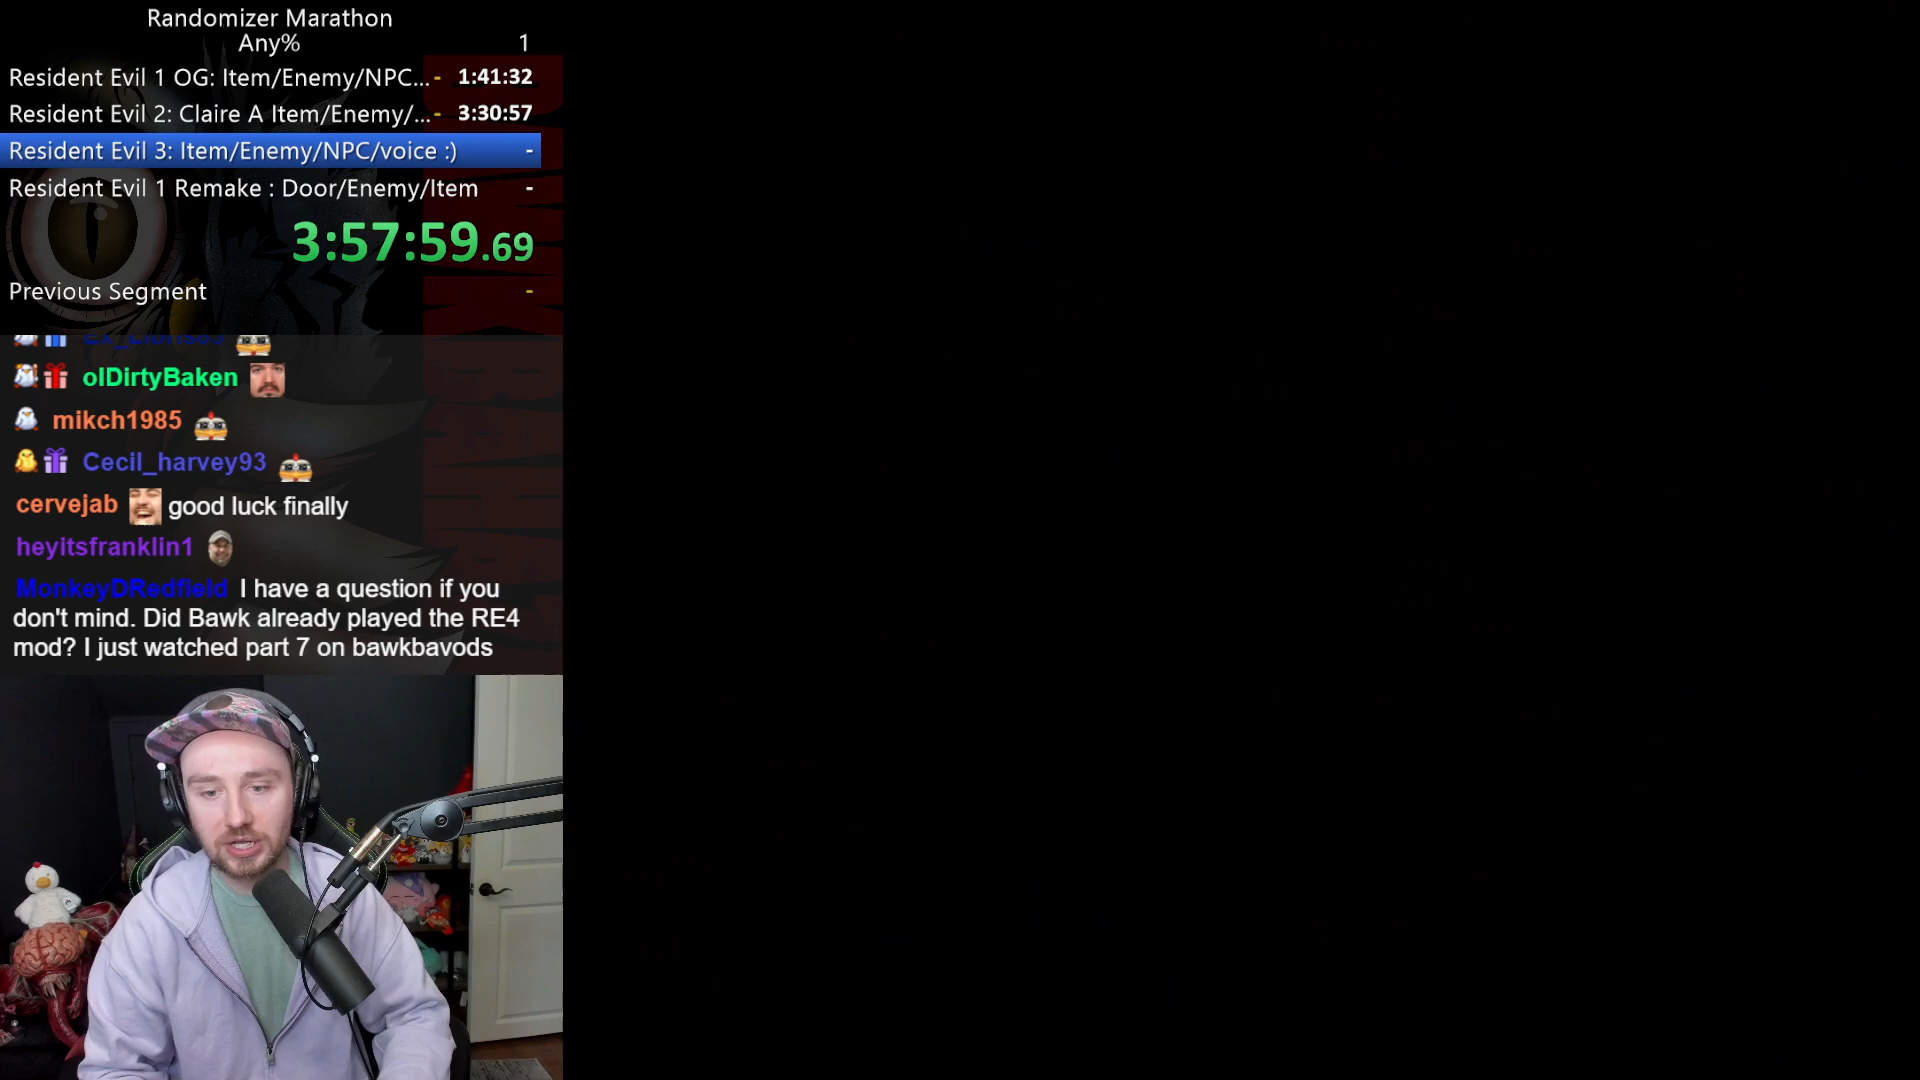 Randomizer Marathon
Any% 1
Resident Evil 1 OG: Item/Enemy/NPC... - 1:41:32
Resident Evil 2: Claire A Item/Enemy/... - 3:30:57
Resident Evil 3: Item/Enemy/NPC/voice :) -
Resident Evil 1 Remake : Door/Enemy/Item -
3:57:59.69
Previous Segment -
olDirtyBaken
mikch1985
Cecil_harvey93
cervejab good luck finally
heyitsfranklin1
MonkeyDRedfield I have a question if you
don't mind. Did Bawk already played the RE4
mod? I just watched part 7 on bawkbavods